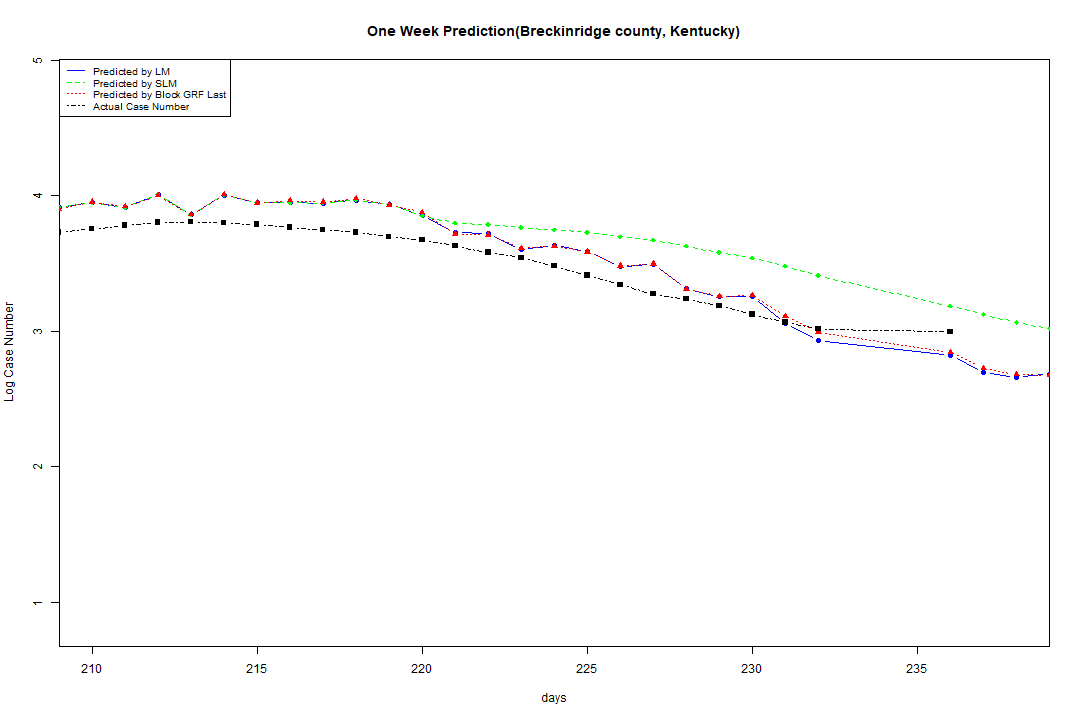 One Week Prediction(Breckinridge county, Kentucky)
Predicted by LM
Predicted by SLM
Predicted by Block GRF Last
Actual Case Number
5
4
3
2
1
Log Case Number
210 215 220 225 230 235
days